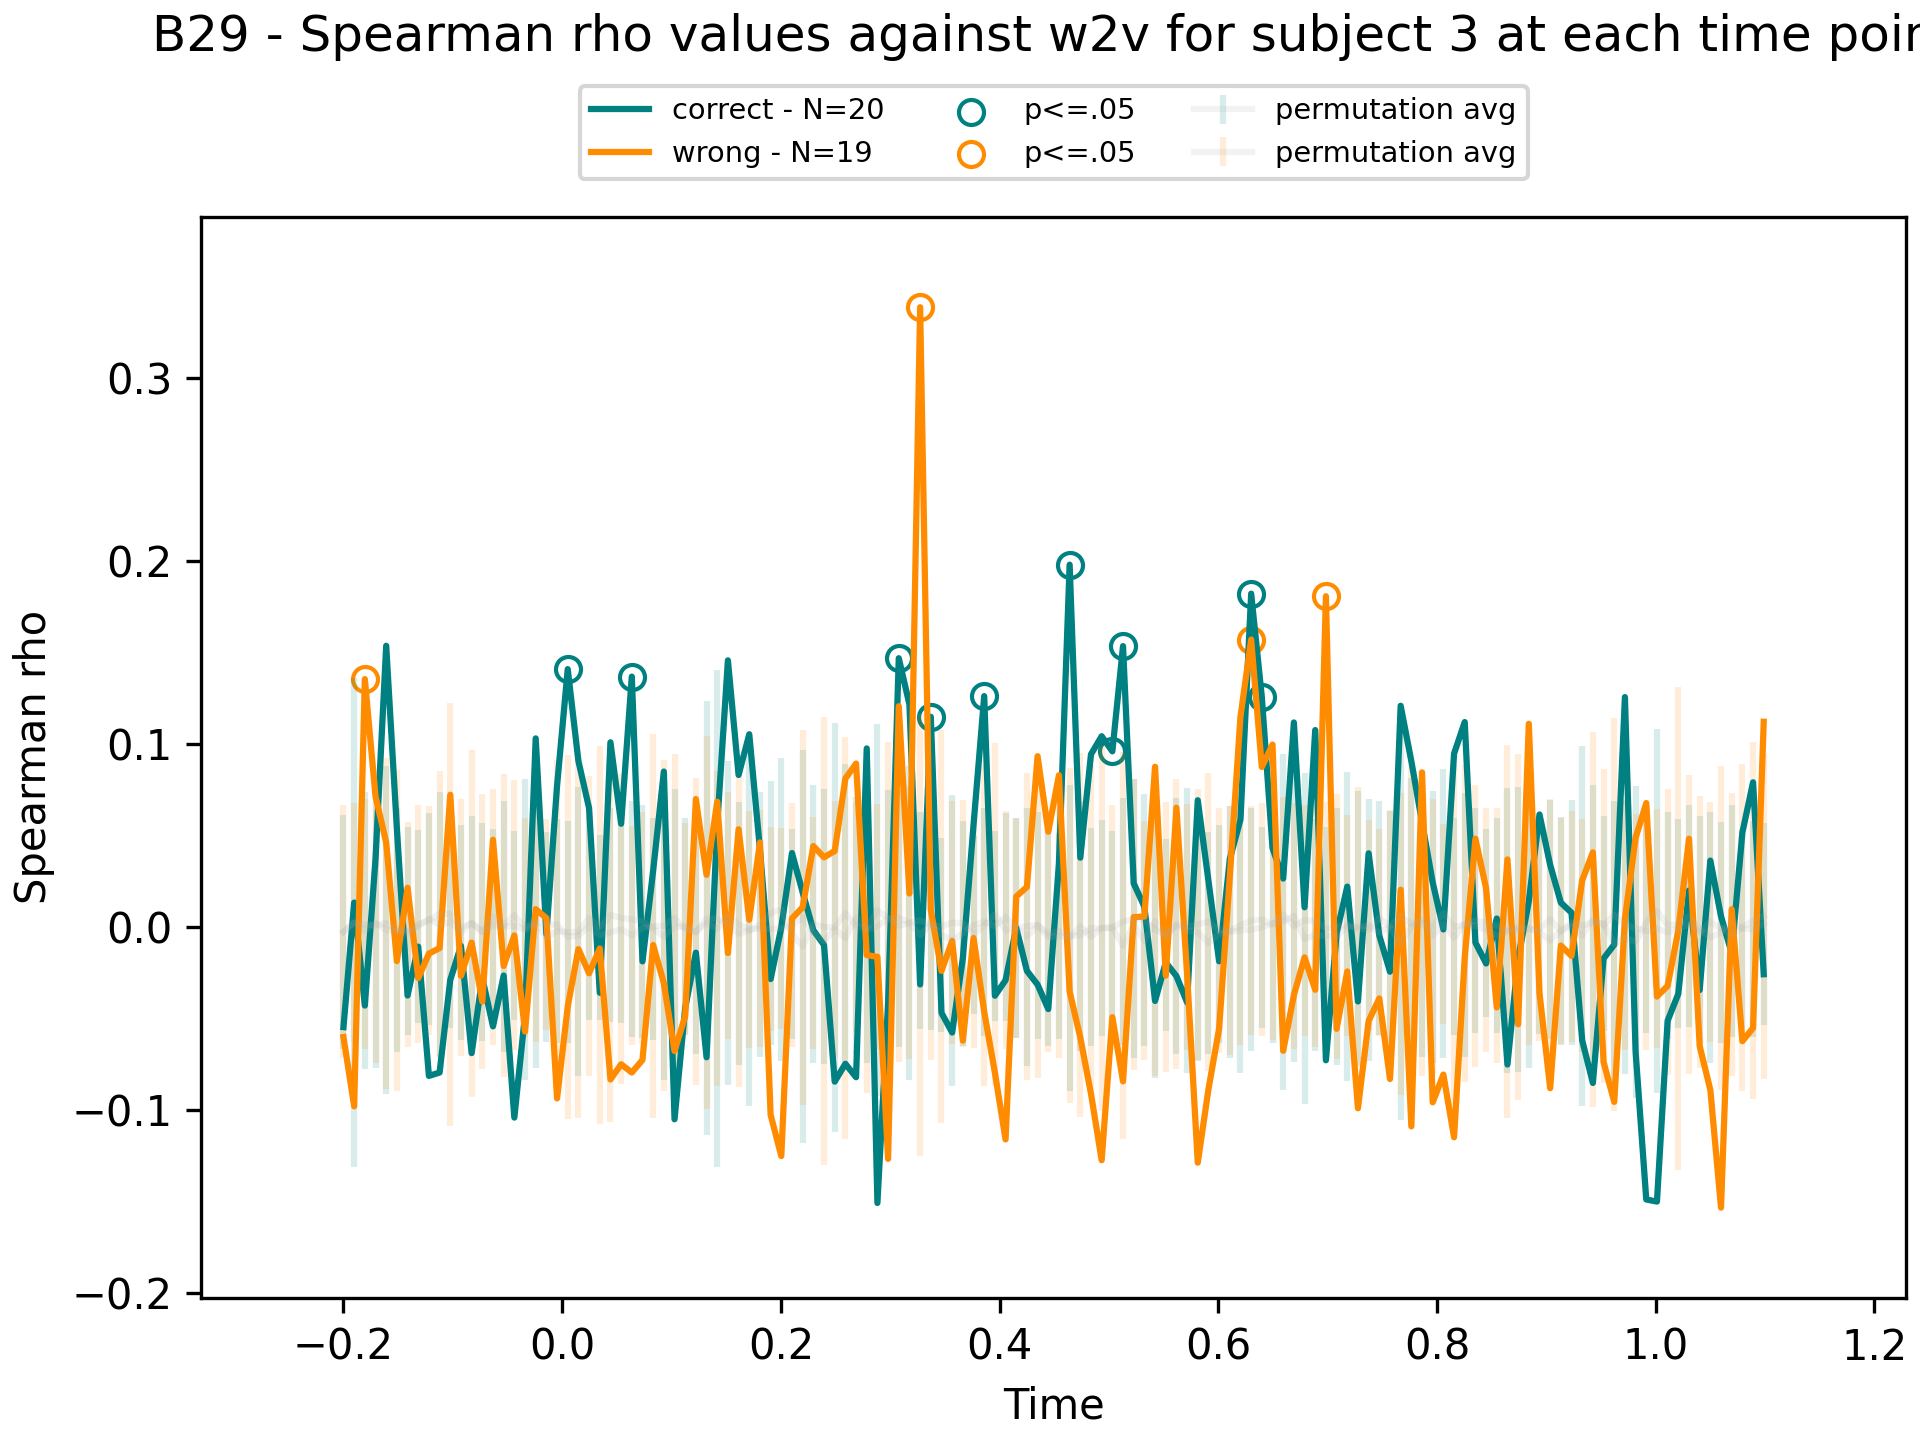 B29 - Spearman rho values against w2v for subject 3 at each time poin
correct - N=20
wrong - N=19
p<=.05
p<=.05
permutation avg
permutation avg
Spearman rho
0.3
0.2
0.1
0.0
−0.1
−0.2
−0.2 0.0 0.2 0.4 0.6 0.8 1.0 1.2
Time